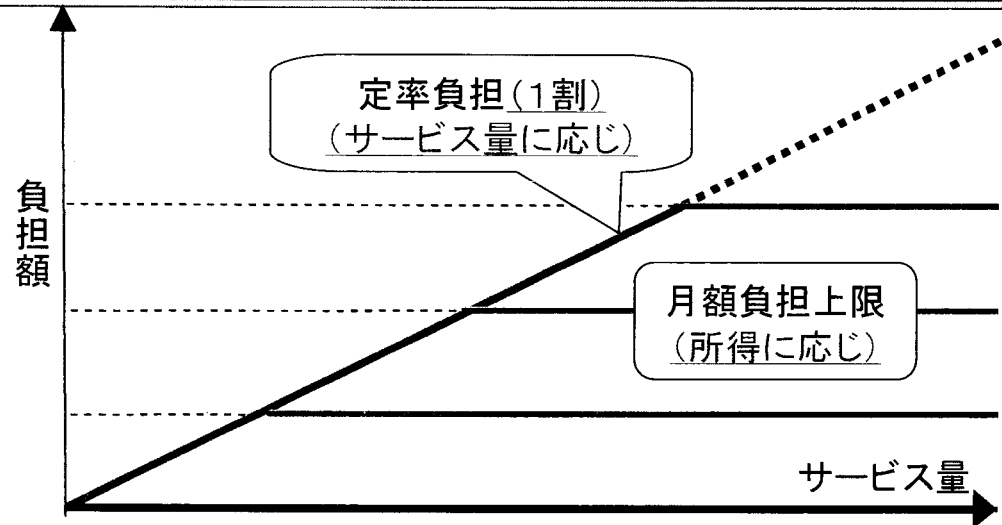 定率負担(1割)
(サービス量に応じ)
負担額
月額負担上限
(所得に応じ)
サービス量